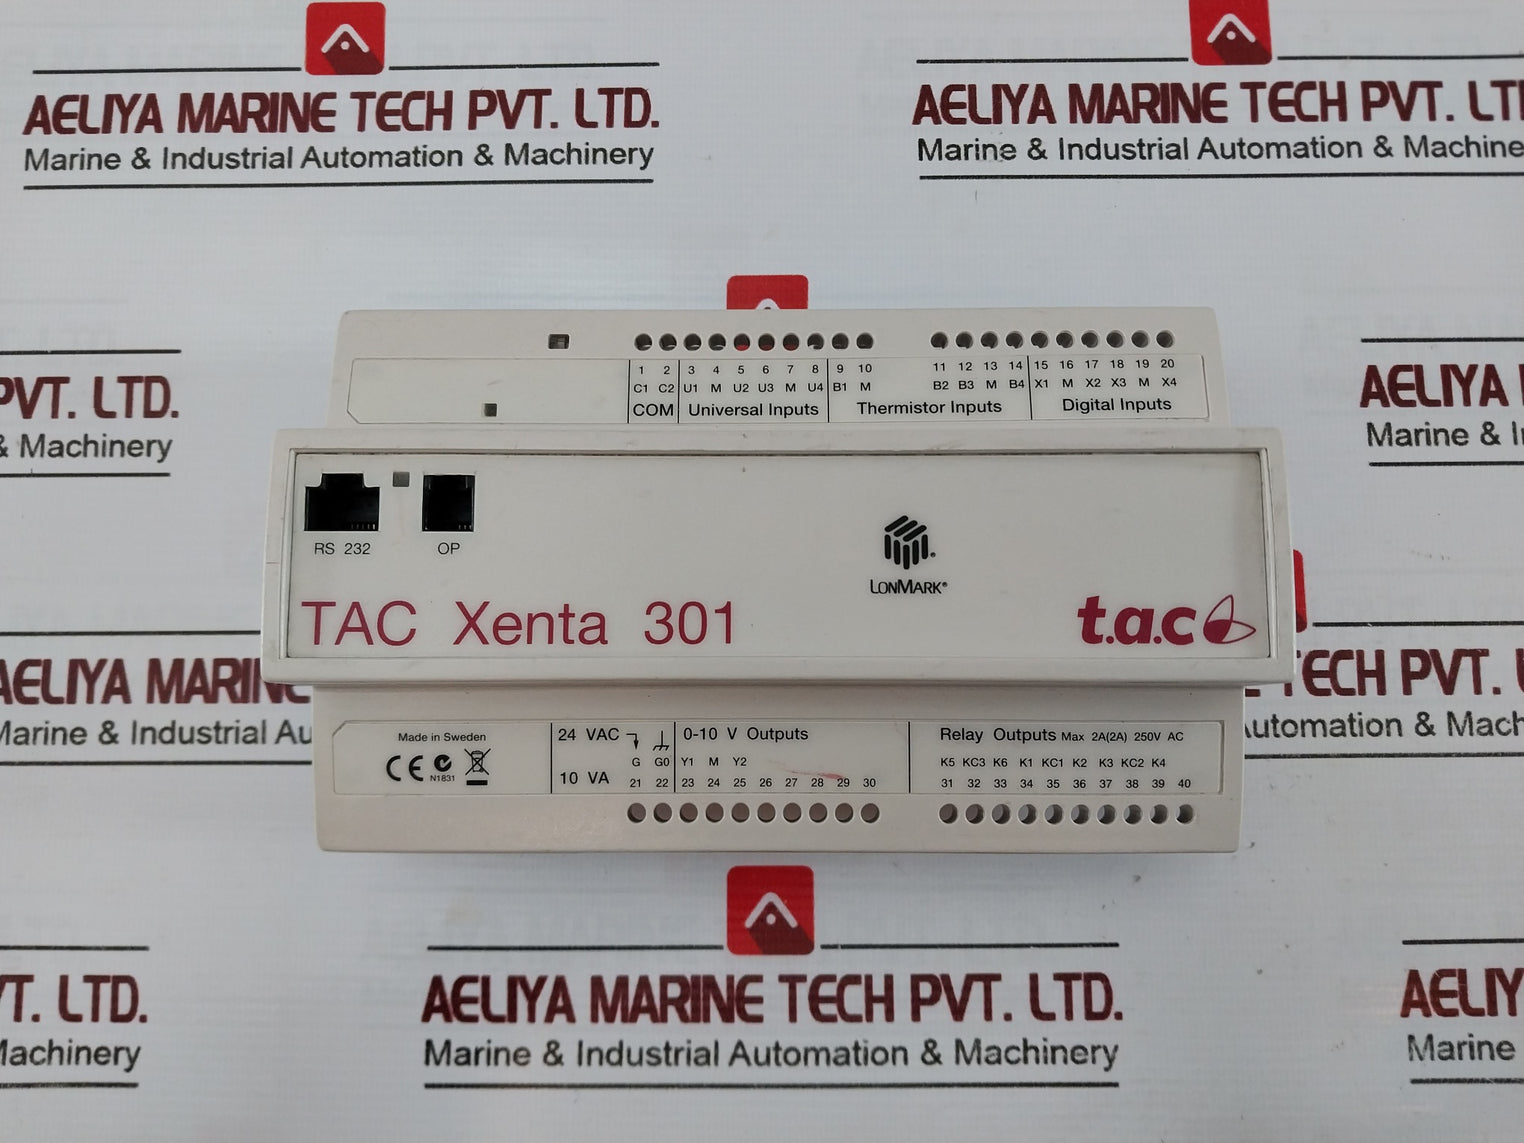 AELIYA MARINE TECH PVT. LTD.
Marine & Industrial Automation & Machinery
AELIYA MARINE TECH PVT. LT
Marine & Industrial Automation & Machine
PVT. LTD.
& Machinery
AELIYA MA
Marine & I
1 2 3 4 5 6 7 8 9 10 11 12 13 14 15 16 17 18 19 20
C1 C2 U1 M U2 U3 M U4 B1 M B2 B3 M B4 X1 M X2 X3 M X4
COM Universal Inputs Thermistor Inputs Digital Inputs
RS 232 OP
LONMARK®
TAC Xenta 301
t.a.c
AELIYA MARIN
Marine & Industrial Au
TECH PVT.
Automation & Mach
Made in Sweden
CE N1831
24 VAC
10 VA
0-10 V Outputs
Relay Outputs Max 2A(2A) 250V AC
G G0 Y1 M Y2 K5 KC3 K6 K1 KC1 K2 K3 KC2 K4
21 22 23 24 25 26 27 28 29 30 31 32 33 34 35 36 37 38 39 40
VT. LTD.
Machinery
AELIYA MARINE TECH PVT. LTD.
Marine & Industrial Automation & Machinery
AELIY
Marine